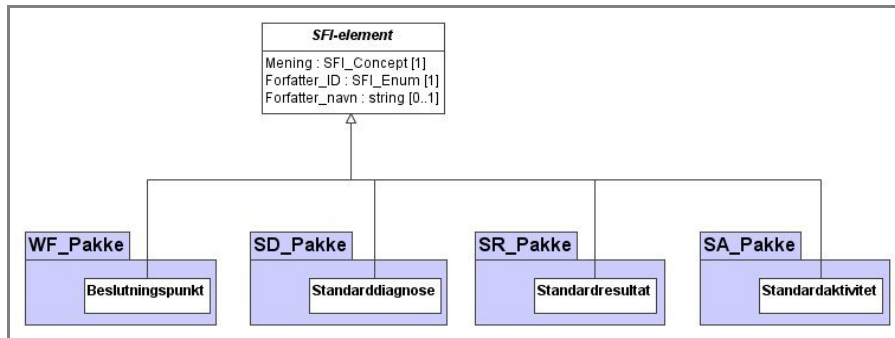 SFI-element
Mening : SFI_Concept [1]
Forfatter_ID : SFI_Enum [1]
Forfatter_navn : string [0..1]
WF_Pakke
SD_Pakke
SR_Pakke
SA_Pakke
Beslutningspunkt
Standarddiagnose
Standardresultat
Standardaktivitet